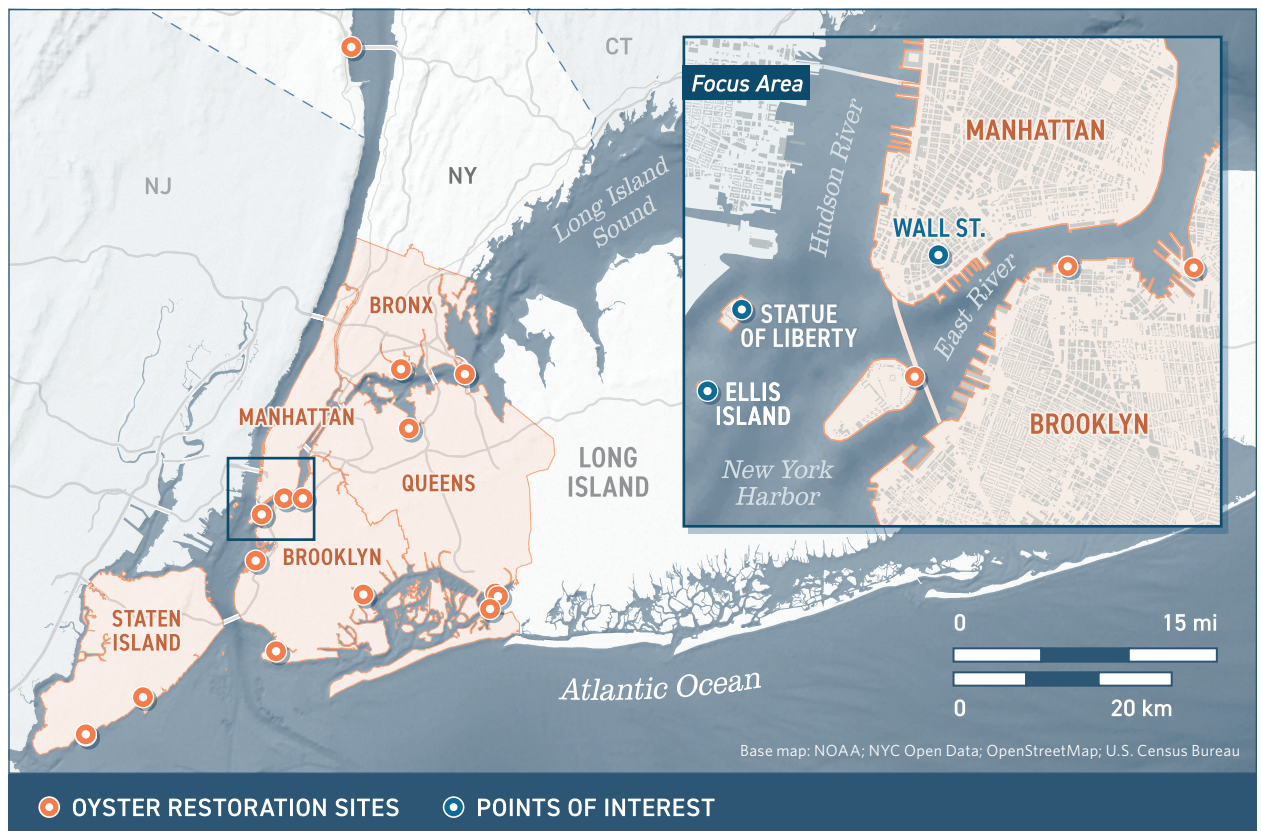 CT
NJ
NY
Long Island
Sound
BRONX
MANHATTAN
QUEENS
LONG
ISLAND
BROOKLYN
STATEN
ISLAND
Atlantic Ocean
Focus Area
Hudson River
MANHATTAN
WALL ST.
East River
STATUE
OF LIBERTY
ELLIS
ISLAND
BROOKLYN
New York
Harbor
0 15 mi
0 20 km
Base map: NOAA; NYC Open Data; OpenStreetMap; U.S. Census Bureau
OYSTER RESTORATION SITES POINTS OF INTEREST